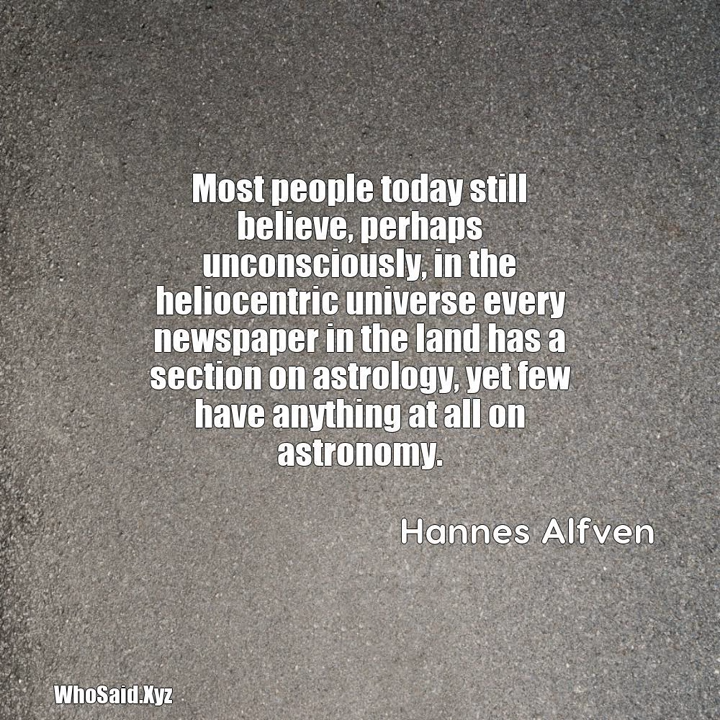 Most people today still
believe, perhaps
unconsciously, in the
heliocentric universe every
newspaper in the land has a
section on astrology, yet few
have anything at all on
astronomy.
Hannes Alfven
WhoSaid.Xyz